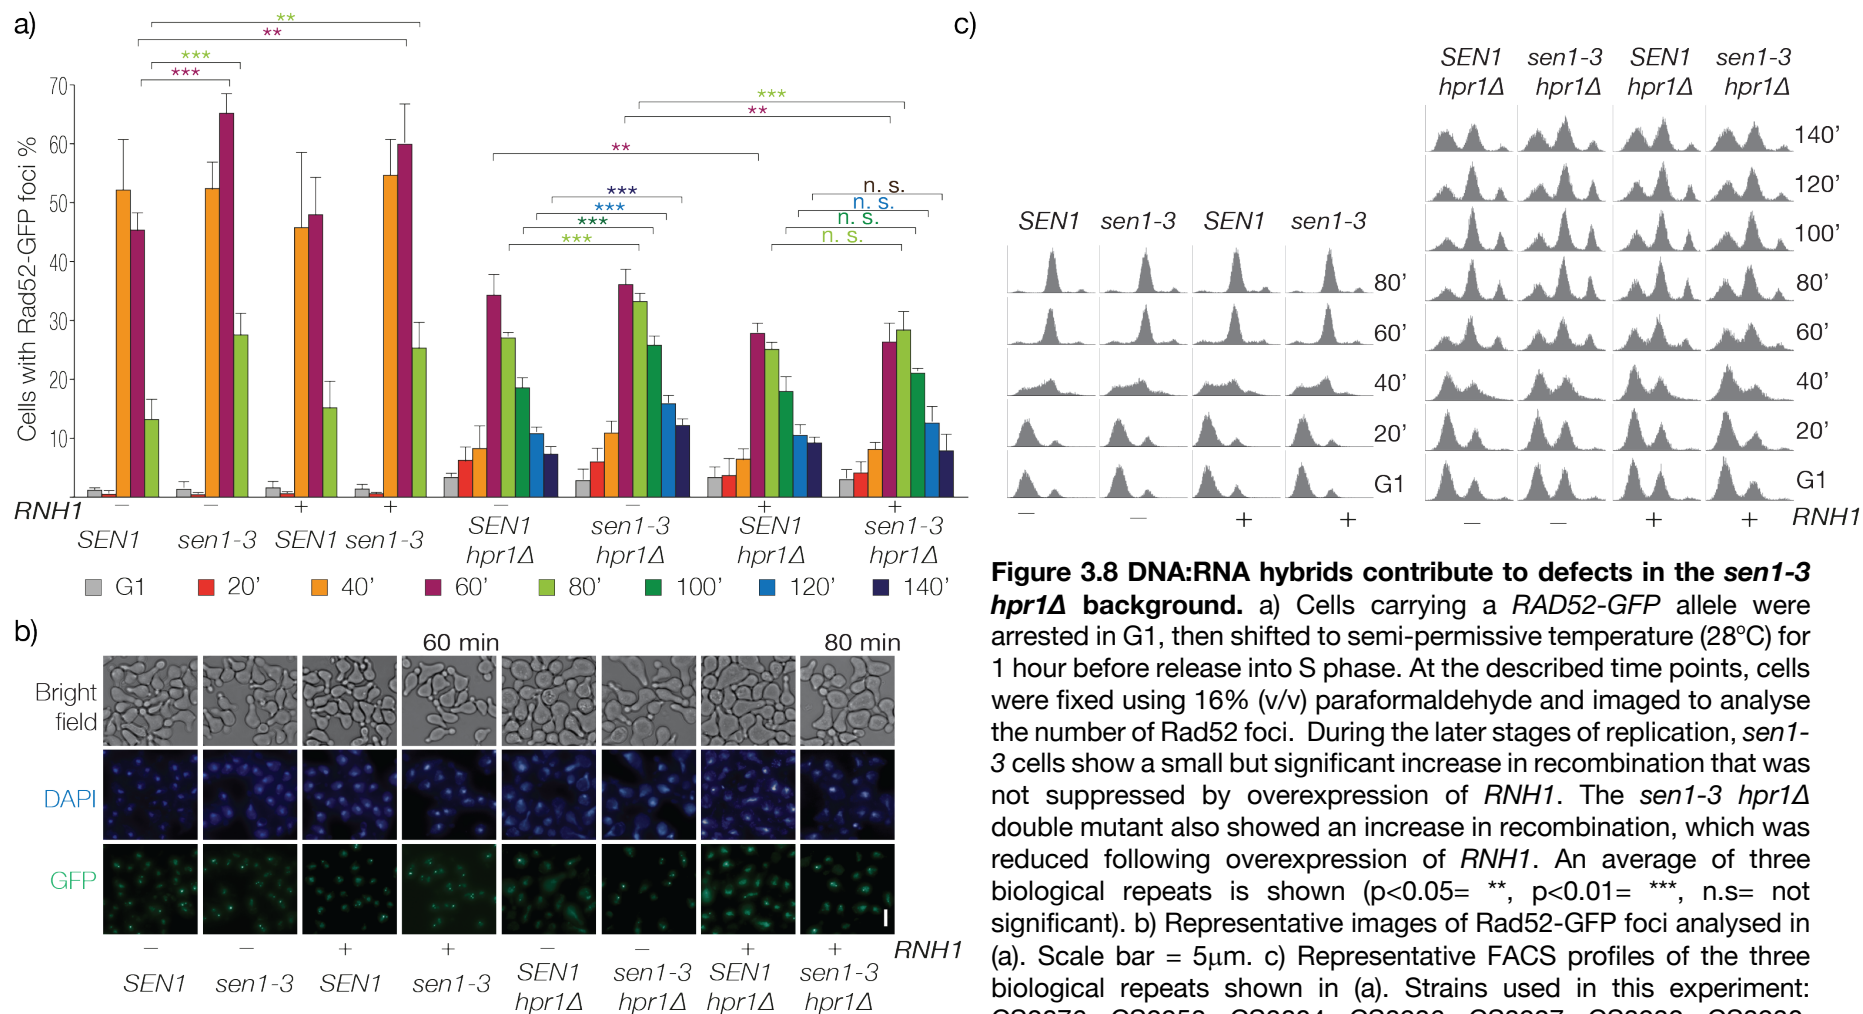 a)
**
**
***
***
***
**
**
***
***
***
***
n. s.
n. s.
n. s.
n. s.
Cells with Rad52-GFP foci %
70
60
50
40
30
20
10
RNH1 – – + + – – + +
SEN1 sen1-3 SEN1 sen1-3 SEN1 hpr1Δ sen1-3 hpr1Δ SEN1 hpr1Δ sen1-3 hpr1Δ
G1 20’ 40’ 60’ 80’ 100’ 120’ 140’
b)
60 min 80 min
Bright field
DAPI
GFP
– – + + – – + + RNH1
SEN1 sen1-3 SEN1 sen1-3 SEN1 hpr1Δ sen1-3 hpr1Δ SEN1 hpr1Δ sen1-3 hpr1Δ
c)
SEN1 sen1-3 SEN1 sen1-3
80’
60’
40’
20’
G1
– – + +
SEN1 sen1-3 SEN1 sen1-3
hpr1Δ hpr1Δ hpr1Δ hpr1Δ
140’
120’
100’
80’
60’
40’
20’
G1
– – + + RNH1
Figure 3.8 DNA:RNA hybrids contribute to defects in the sen1-3
hpr1Δ background. a) Cells carrying a RAD52-GFP allele were
arrested in G1, then shifted to semi-permissive temperature (28ºC) for
1 hour before release into S phase. At the described time points, cells
were fixed using 16% (v/v) paraformaldehyde and imaged to analyse
the number of Rad52 foci. During the later stages of replication, sen1-
3 cells show a small but significant increase in recombination that was
not suppressed by overexpression of RNH1. The sen1-3 hpr1Δ
double mutant also showed an increase in recombination, which was
reduced following overexpression of RNH1. An average of three
biological repeats is shown (p<0.05= **, p<0.01= ***, n.s= not
significant). b) Representative images of Rad52-GFP foci analysed in
(a). Scale bar = 5μm. c) Representative FACS profiles of the three
biological repeats shown in (a). Strains used in this experiment: